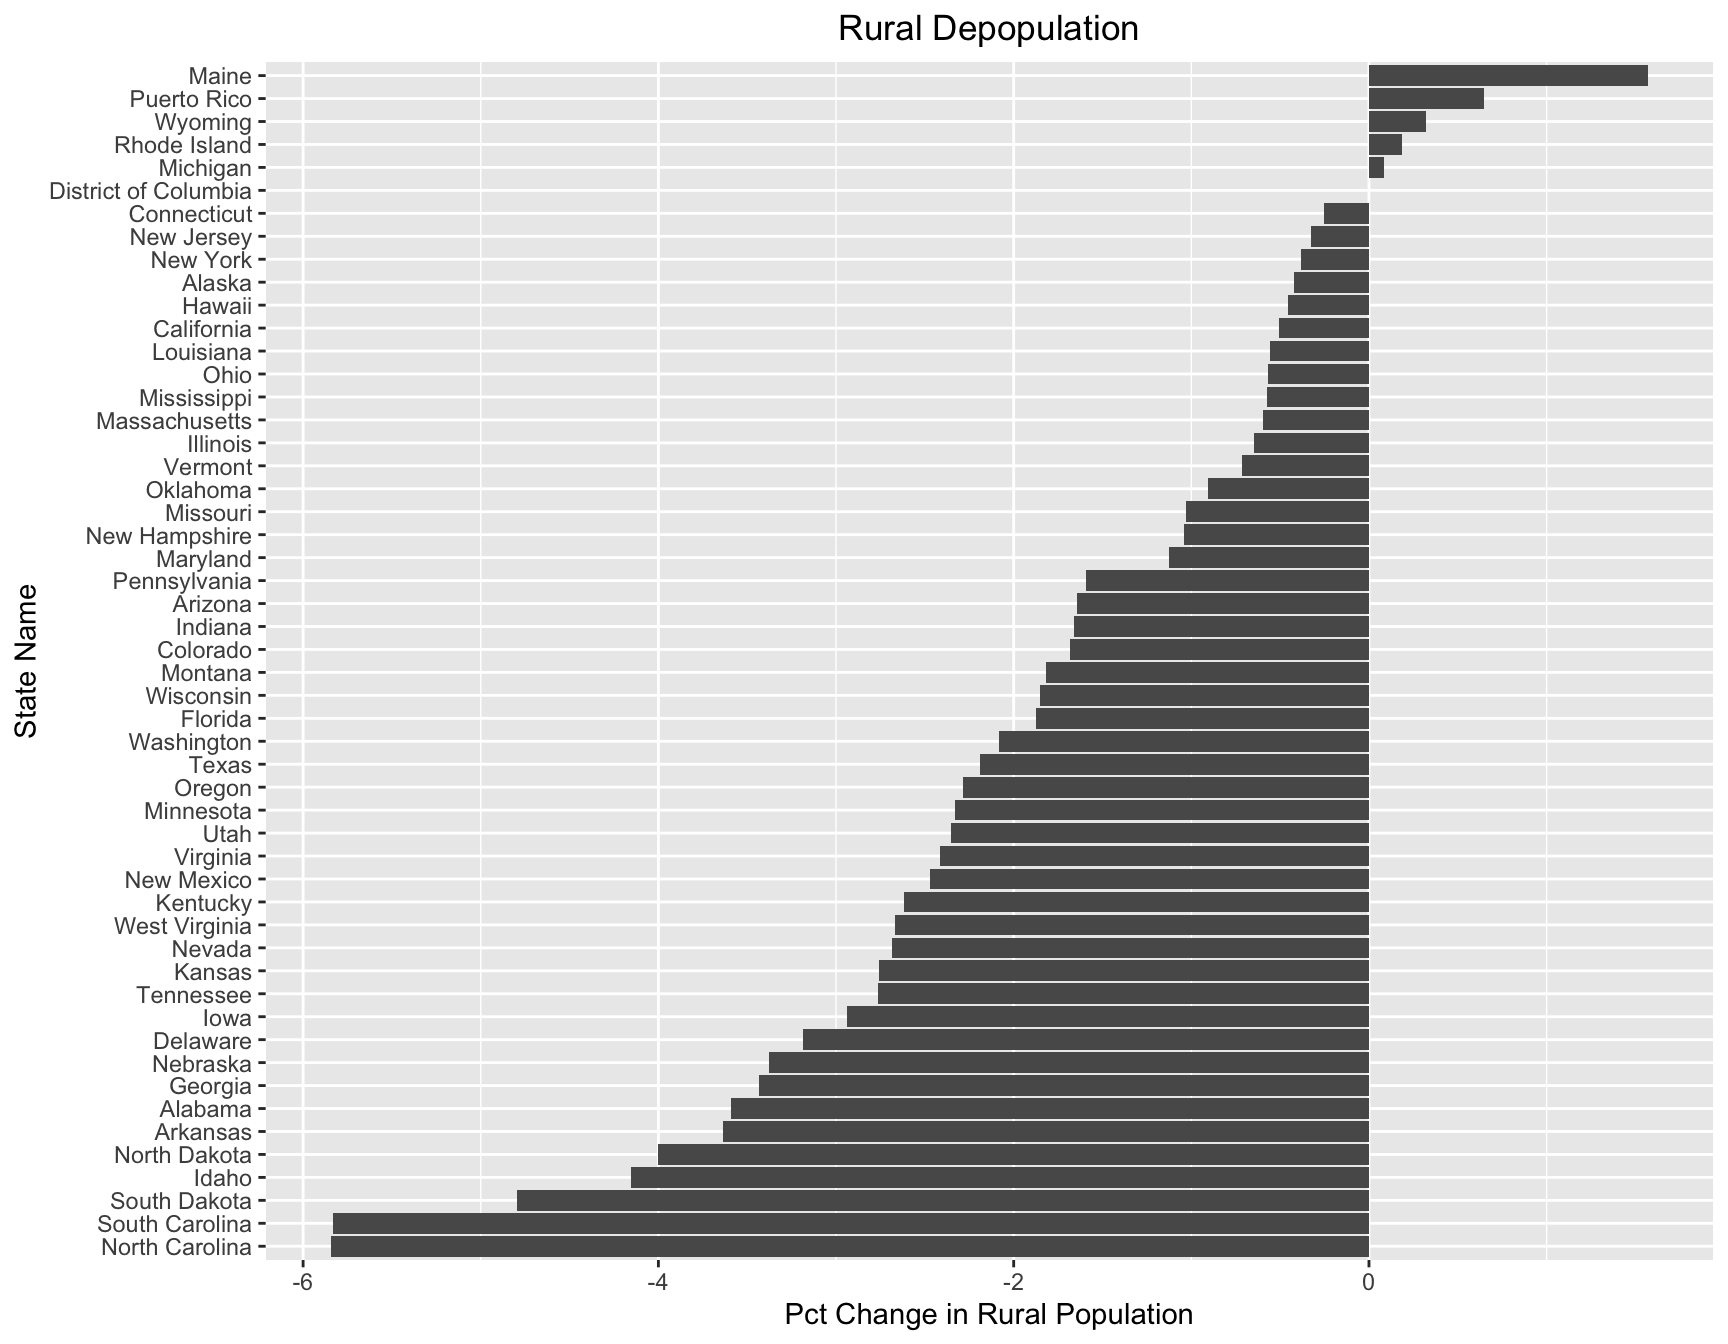 Rural Depopulation
State Name
Maine
Puerto Rico
Wyoming
Rhode Island
Michigan
District of Columbia
Connecticut
New Jersey
New York
Alaska
Hawaii
California
Louisiana
Ohio
Mississippi
Massachusetts
Illinois
Vermont
Oklahoma
Missouri
New Hampshire
Maryland
Pennsylvania
Arizona
Indiana
Colorado
Montana
Wisconsin
Florida
Washington
Texas
Oregon
Minnesota
Utah
Virginia
New Mexico
Kentucky
West Virginia
Nevada
Kansas
Tennessee
Iowa
Delaware
Nebraska
Georgia
Alabama
Arkansas
North Dakota
Idaho
South Dakota
South Carolina
North Carolina
-6 -4 -2 0
Pct Change in Rural Population